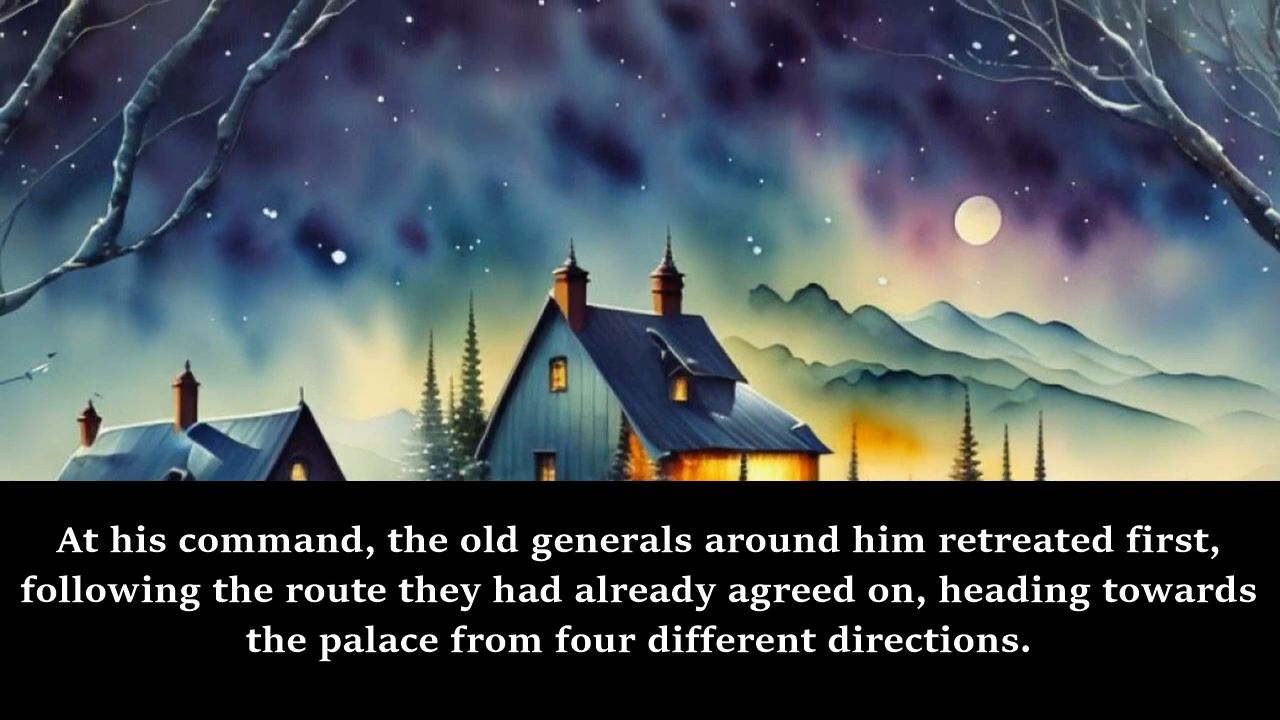 At his command, the old generals around him retreated first,
following the route they had already agreed on, heading towards
the palace from four different directions.